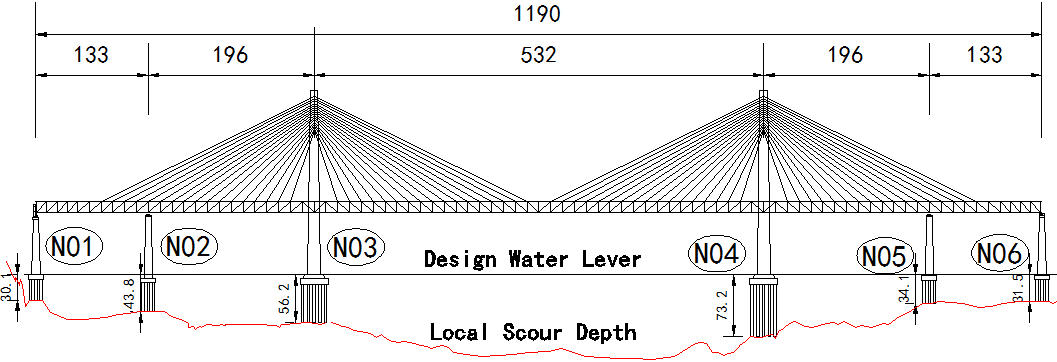 1190
133 196 532 196 133
N01 N02 N03 N04 N05 N06
Design Water Lever
30. 43.8 56.2 73.2 34.1 31.5
Local Scour Depth